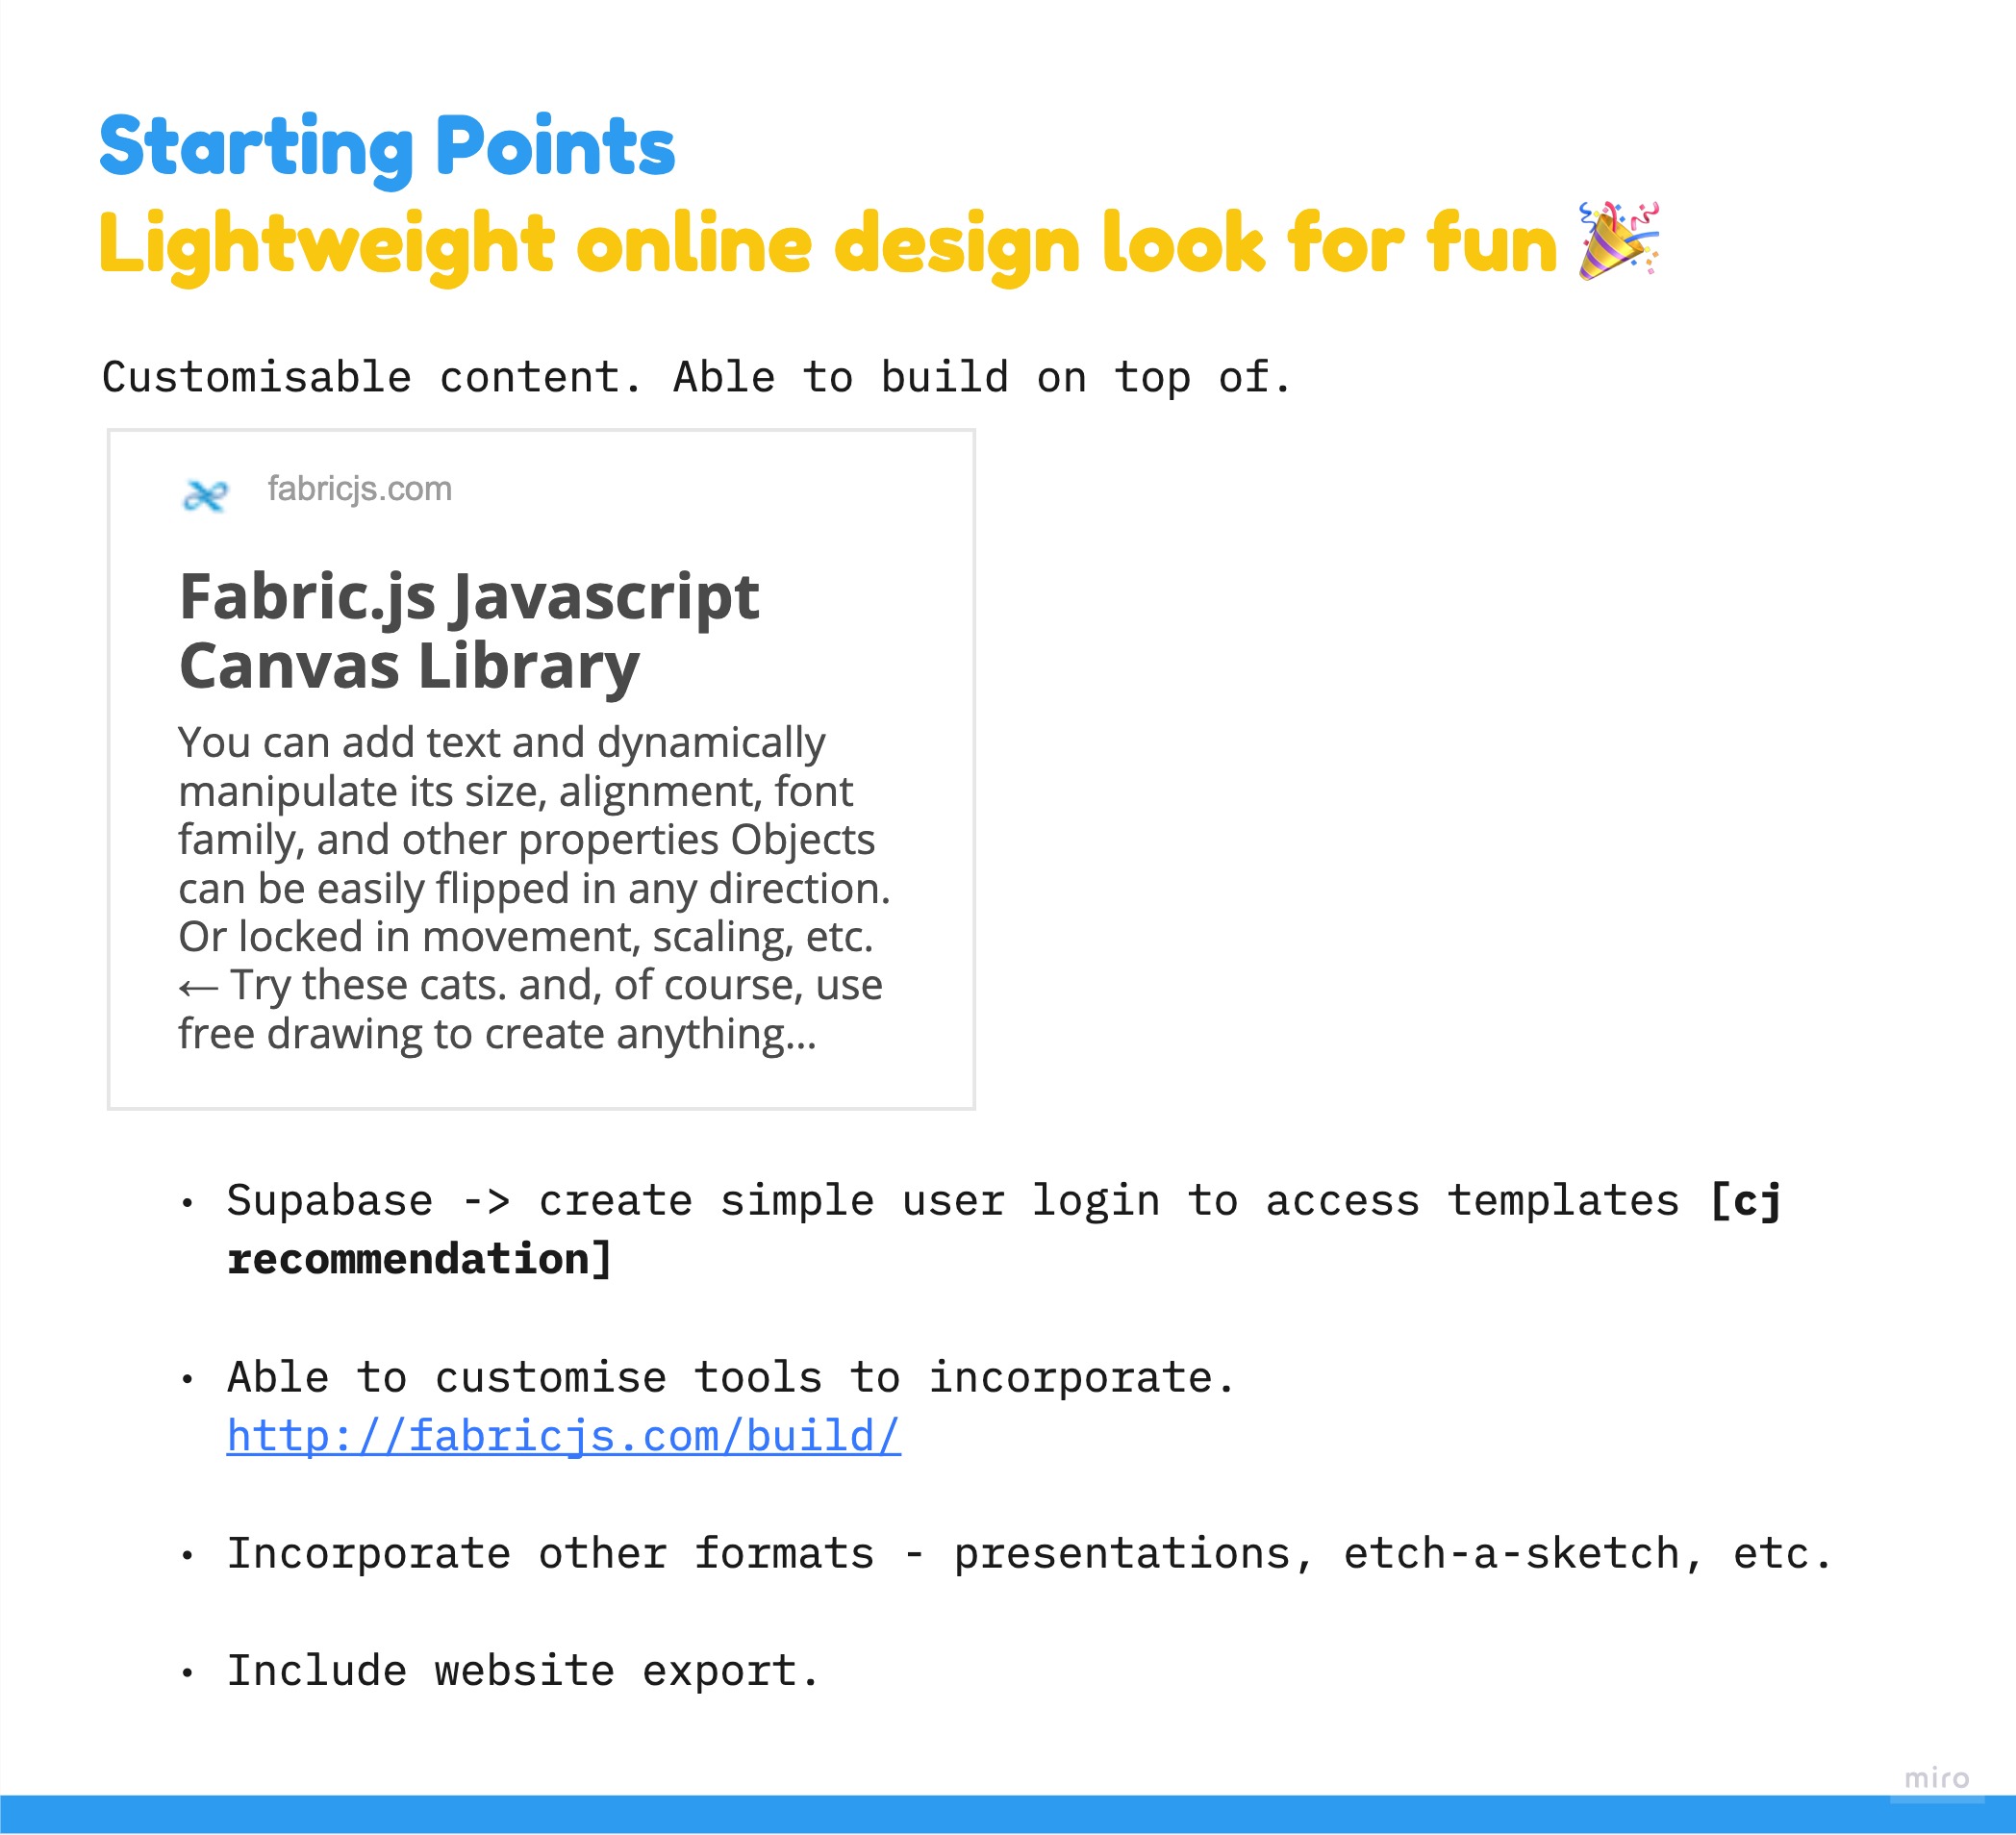 Starting Points
Lightweight online design look for fun 🎉
Customisable content. Able to build on top of.
fabricjs.com
Fabric.js Javascript
Canvas Library
You can add text and dynamically
manipulate its size, alignment, font
family, and other properties Objects
can be easily flipped in any direction.
Or locked in movement, scaling, etc.
← Try these cats. and, of course, use
free drawing to create anything...
• Supabase -> create simple user login to access templates [cj
recommendation]
• Able to customise tools to incorporate.
http://fabricjs.com/build/
• Incorporate other formats - presentations, etch-a-sketch, etc.
• Include website export.
miro